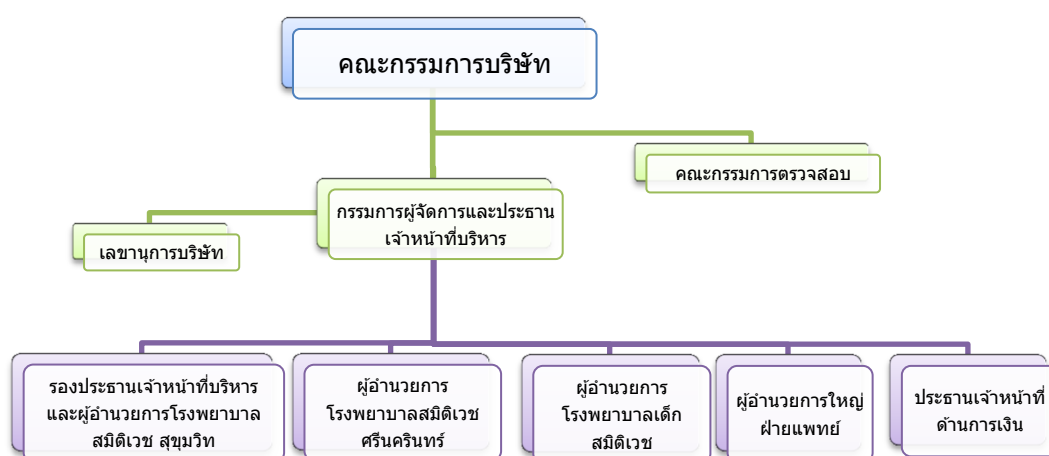 คณะกรรมการบริษัท
คณะกรรมการตรวจสอบ
กรรมการผู้จัดการและประธาน
เจ้าหน้าที่บริหาร
เลขานุการบริษัท
รองประธานเจ้าหน้าที่บริหาร
และผู้อำนวยการโรงพยาบาล
สมิติเวช สุขุมวิท
ผู้อำนวยการ
โรงพยาบาลสมิติเวช
ศรีนครินทร์
ผู้อำนวยการ
โรงพยาบาลเด็ก
สมิติเวช
ผู้อำนวยการใหญ่
ฝ่ายแพทย์
ประธานเจ้าหน้าที่
ด้านการเงิน